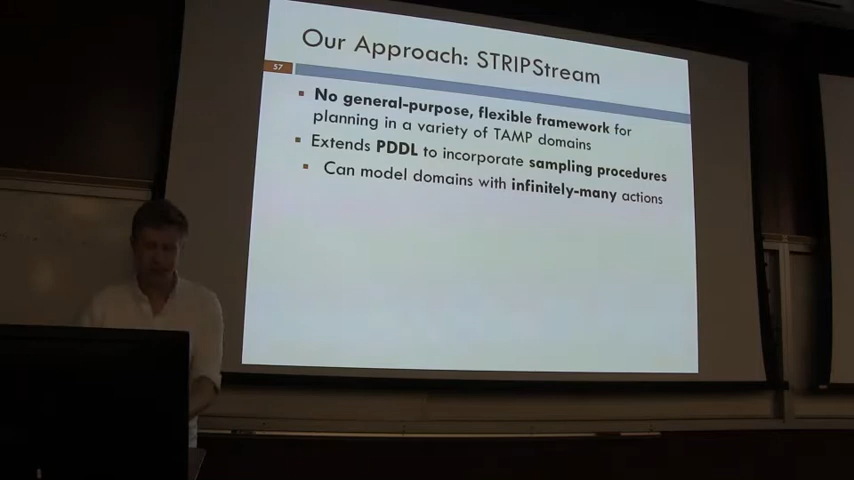 Our Approach: STRIPStream
57
▪ No general-purpose, flexible framework for
planning in a variety of TAMP domains
▪ Extends PDDL to incorporate sampling procedures
▪ Can model domains with infinitely-many actions